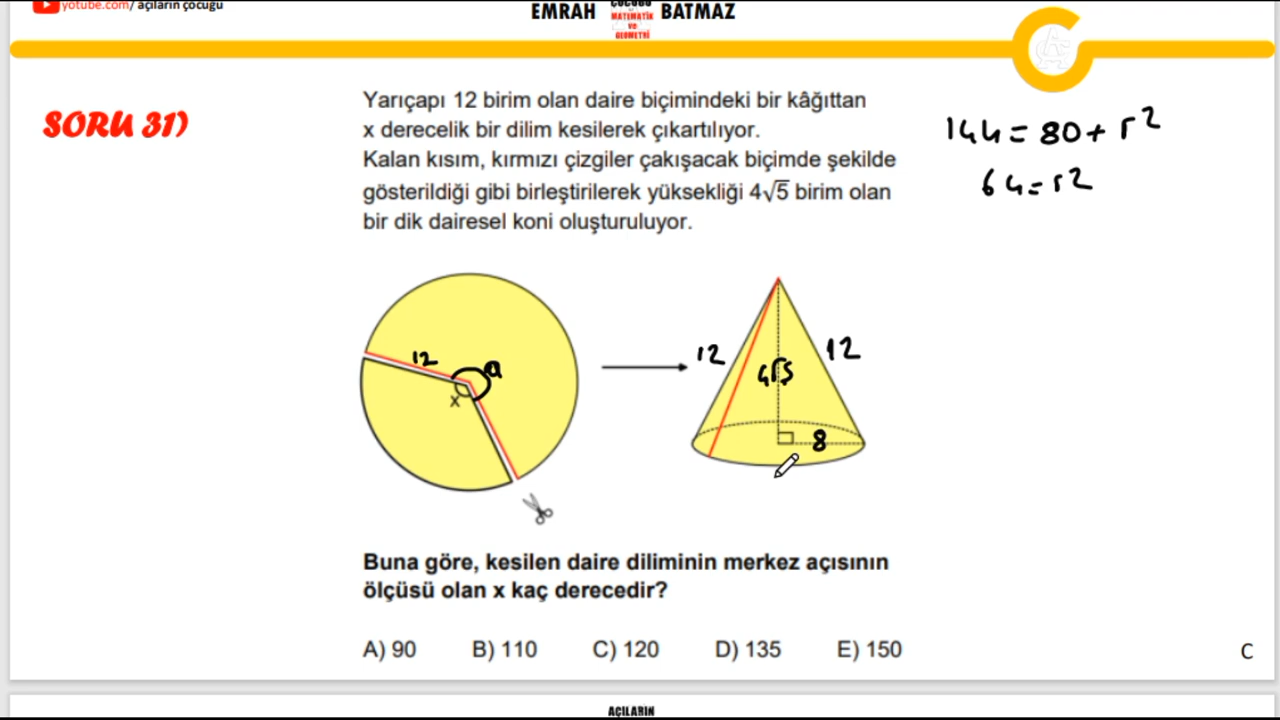 yotube.com/ açıların çocuğu
EMRAH ÇOCUĞU BATMAZ
MATEMATİK
ve
GEOMETRİ
SORU 31)
Yarıçapı 12 birim olan daire biçimindeki bir kâğıttan
x derecelik bir dilim kesilerek çıkartılıyor.
Kalan kısım, kırmızı çizgiler çakışacak biçimde şekilde
gösterildiği gibi birleştirilerek yüksekliği 4√5 birim olan
bir dik dairesel koni oluşturuluyor.
144 = 80 + r²
64 = r²
12
a
x
12
4√5
12
8
Buna göre, kesilen daire diliminin merkez açısının
ölçüsü olan x kaç derecedir?
A) 90 B) 110 C) 120 D) 135 E) 150
C
AÇILARIN